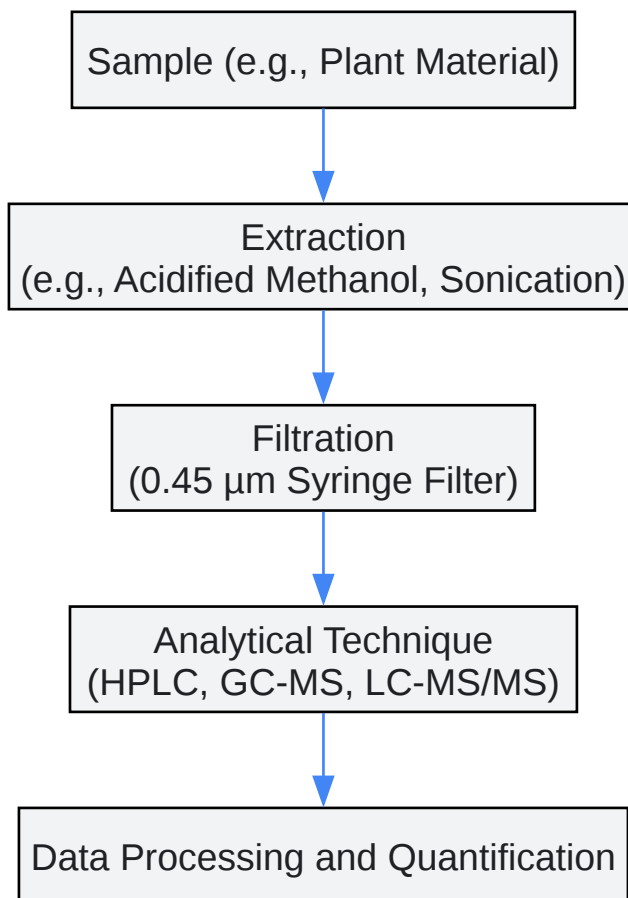 Sample (e.g., Plant Material)
Extraction
(e.g., Acidified Methanol, Sonication)
Filtration
(0.45 µm Syringe Filter)
Analytical Technique
(HPLC, GC-MS, LC-MS/MS)
Data Processing and Quantification